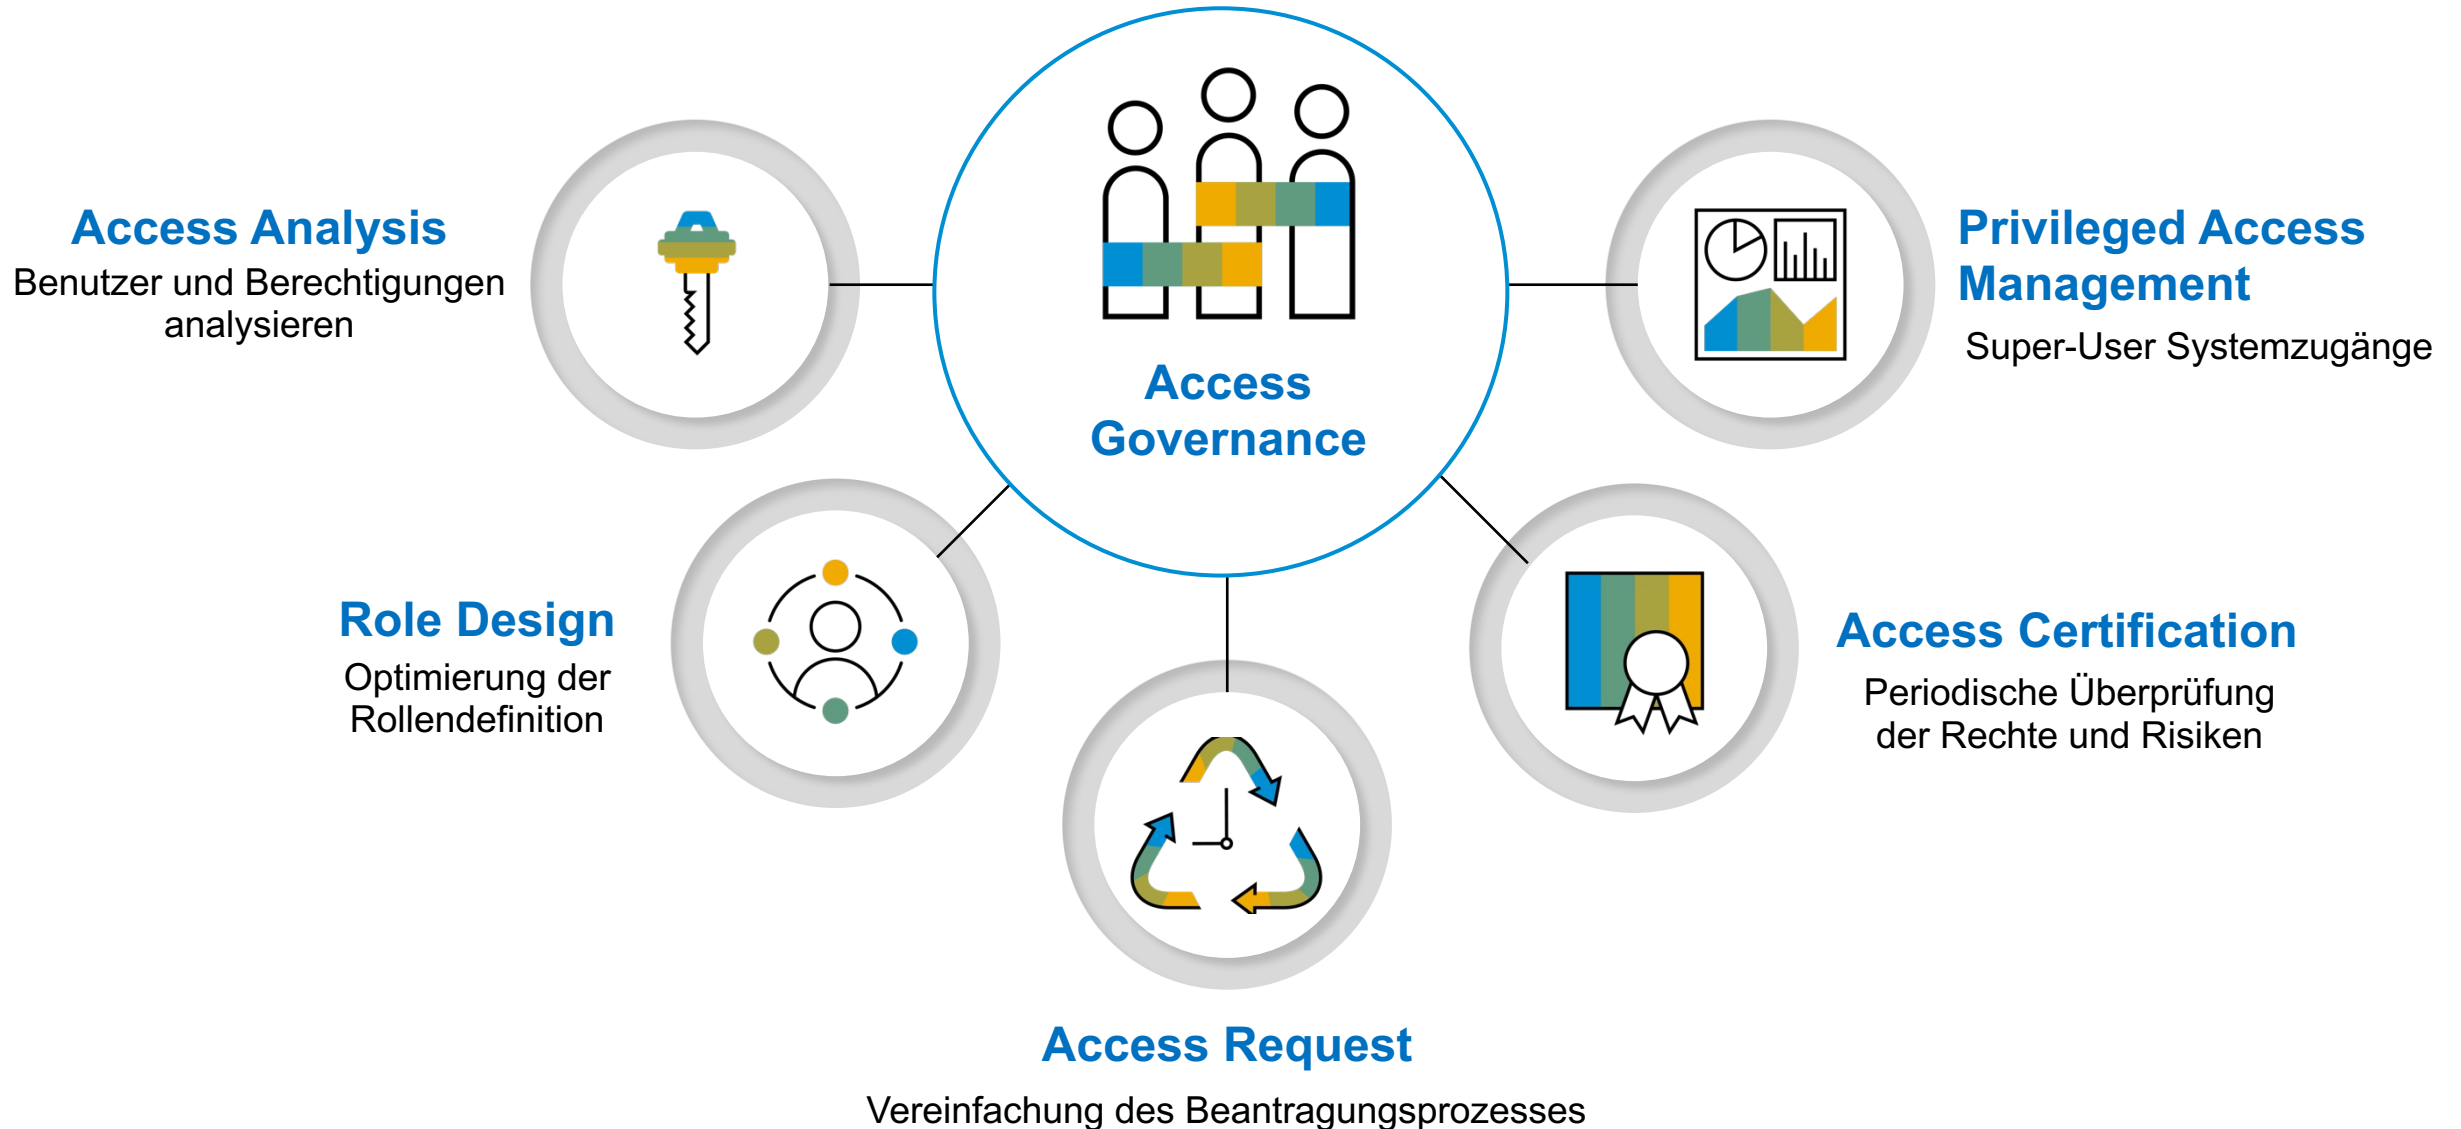 Access Analysis
Benutzer und Berechtigungen
analysieren
Access
Governance
Privileged Access
Management
Super-User Systemzugänge
Role Design
Optimierung der
Rollendefinition
Access Certification
Periodische Überprüfung
der Rechte und Risiken
Access Request
Vereinfachung des Beantragungsprozesses